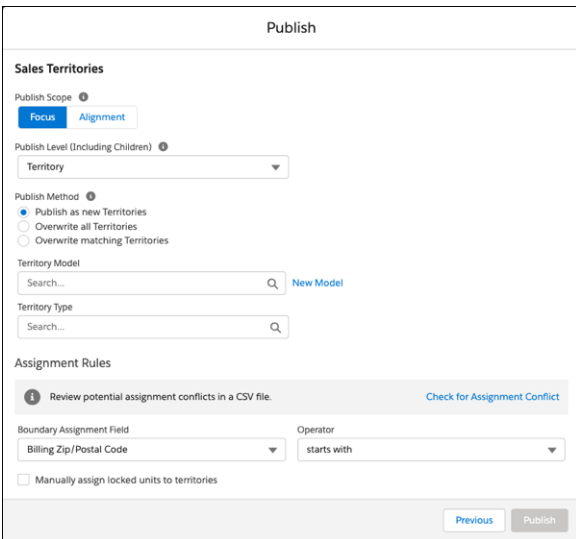 Publish
Sales Territories
Publish Scope
Focus Alignment
Publish Level (Including Children)
Territory
Publish Method
Publish as new Territories
Overwrite all Territories
Overwrite matching Territories
Territory Model
Search... New Model
Territory Type
Search...
Assignment Rules
Review potential assignment conflicts in a CSV file. Check for Assignment Conflict
Boundary Assignment Field Operator
Billing Zip/Postal Code starts with
Manually assign locked units to territories
Previous Publish